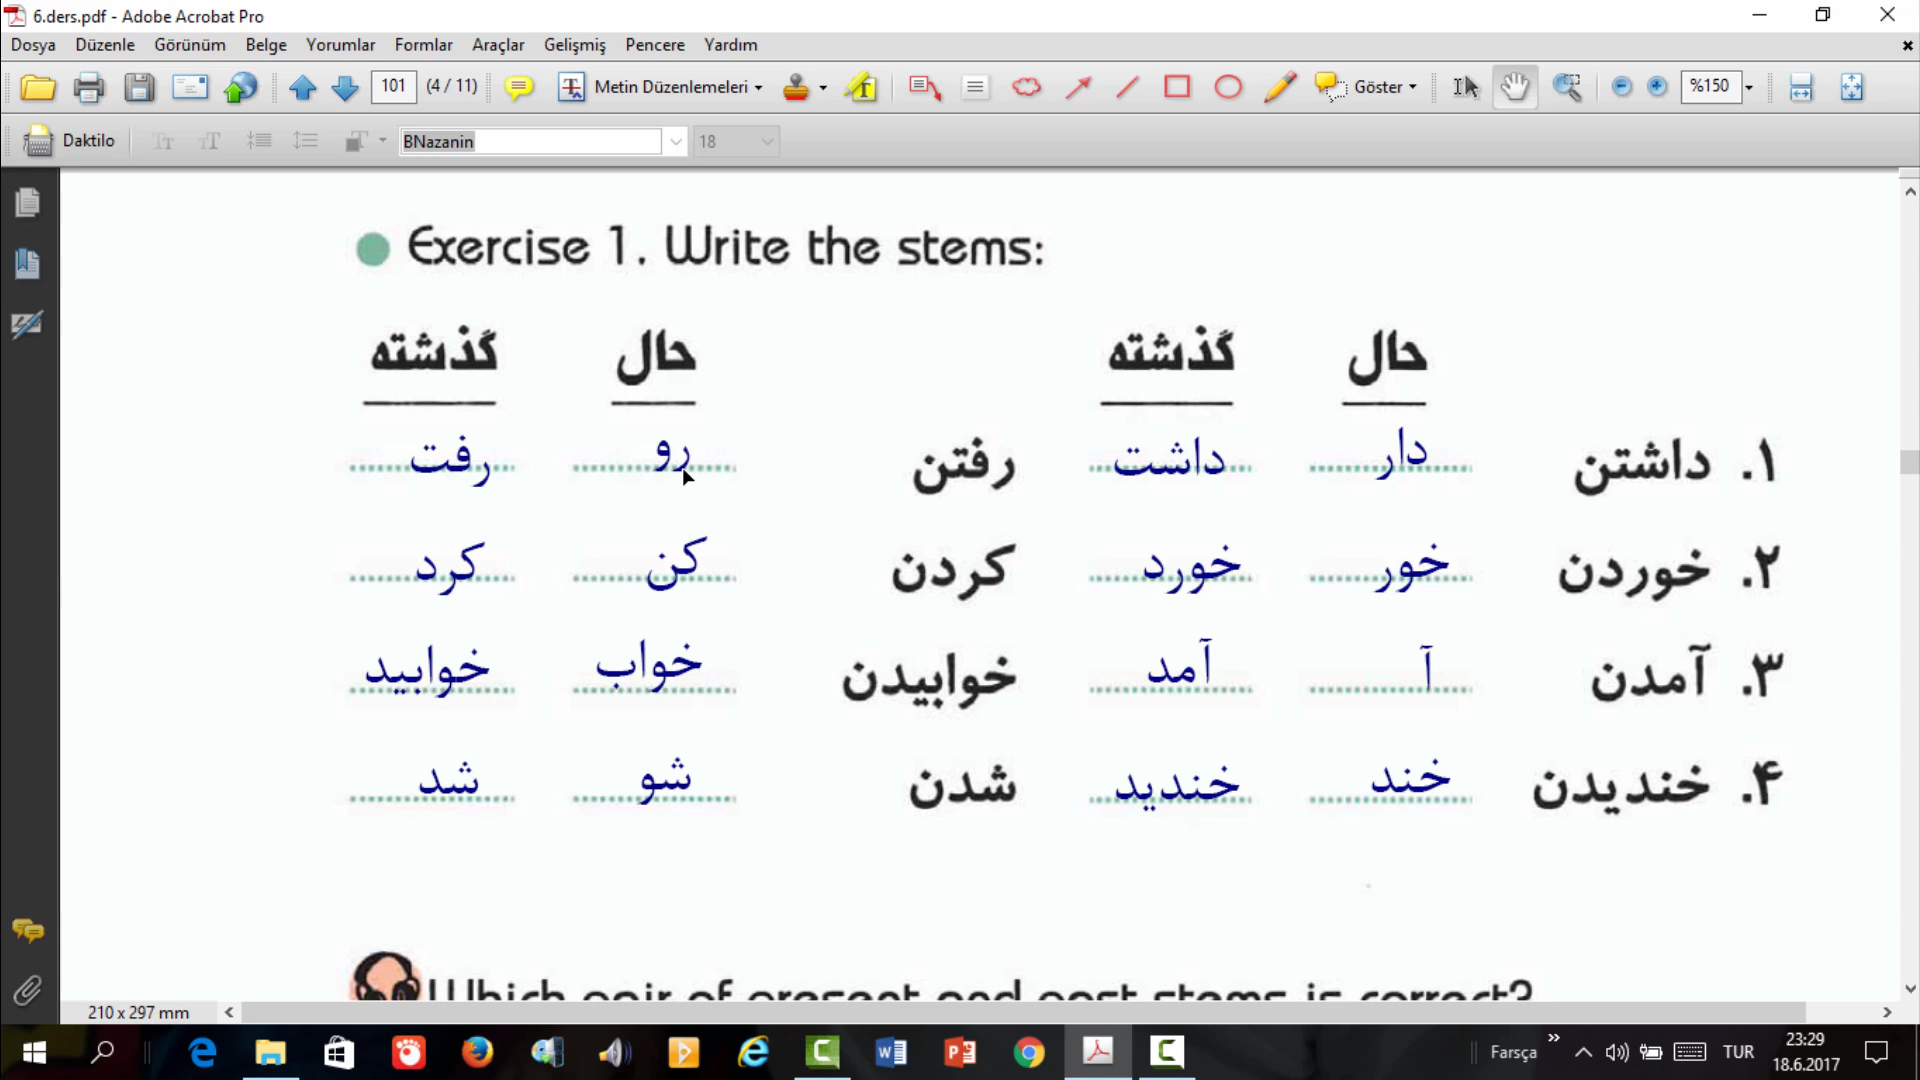 6.ders.pdf - Adobe Acrobat Pro
Dosya Düzenle Görünüm Belge Yorumlar Formlar Araçlar Gelişmiş Pencere Yardım
101 (4 / 11) Metin Düzenlemeleri Göster %150
Daktilo BNazanin 18
Exercise 1. Write the stems:
حال گذشته حال گذشته
۱. داشتن دار داشت رفتن رو رفت
۲. خوردن خور خورد کردن کن کرد
۳. آمدن آ آمد خوابیدن خواب خوابید
۴. خندیدن خند خندید شدن شو شد
Which pair of present and past stems is correct?
210 x 297 mm
Farsça TUR 23:29
18.6.2017